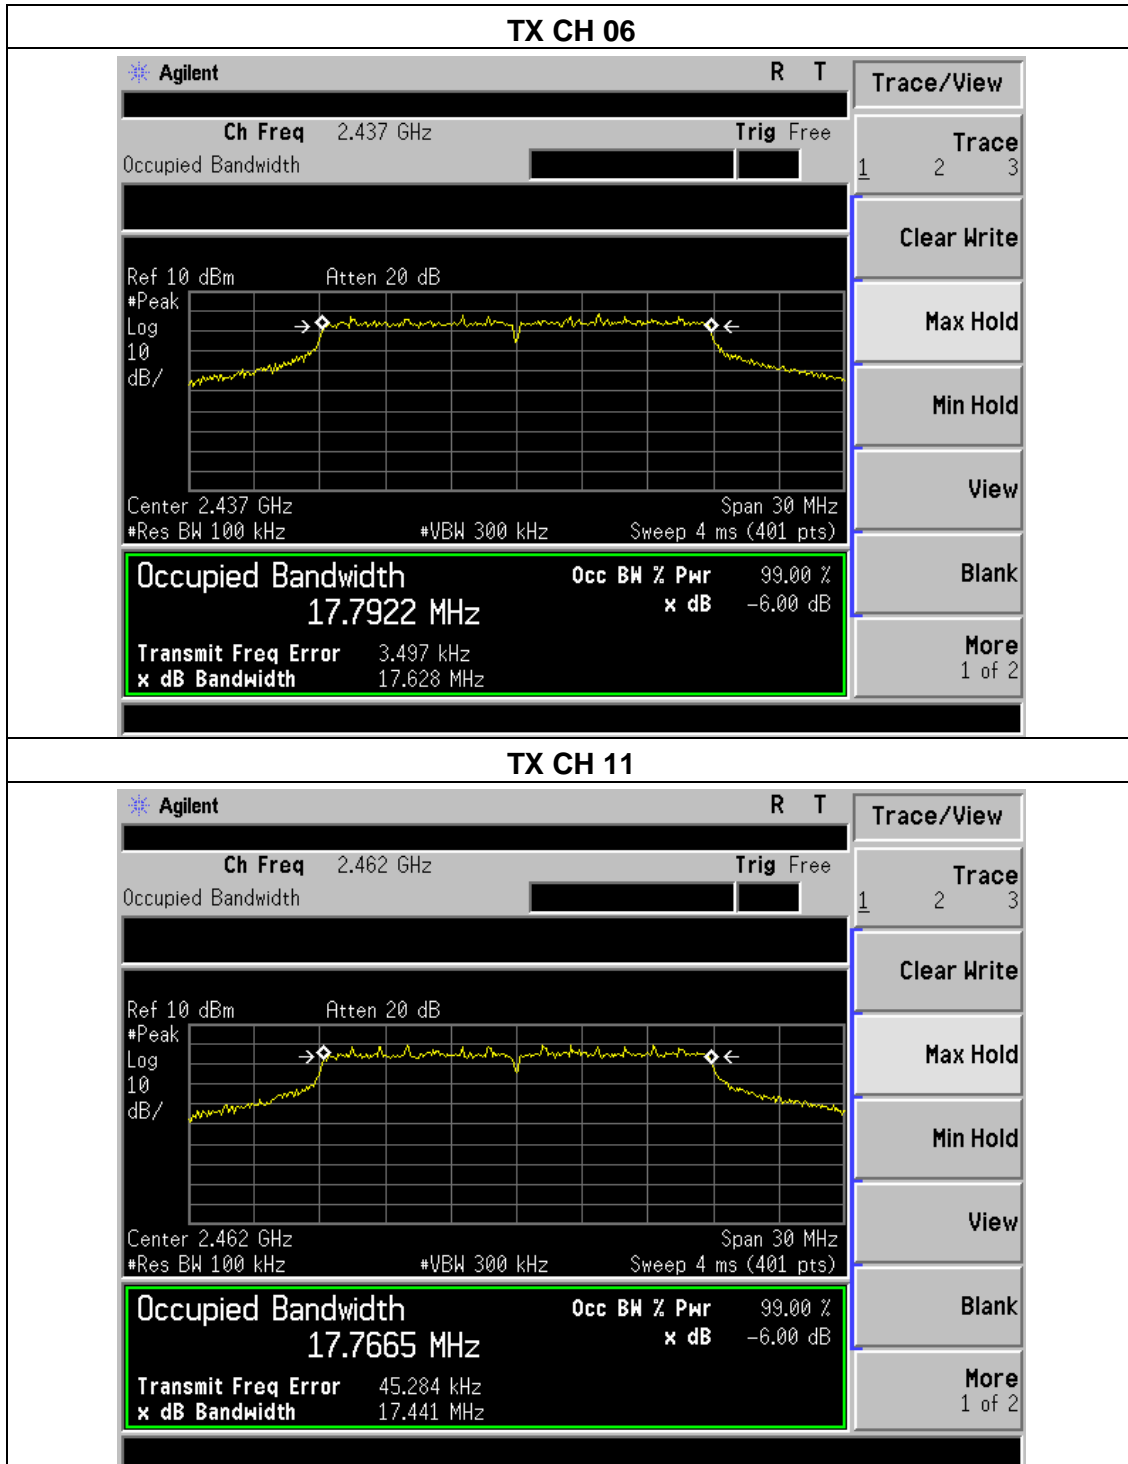 TX CH 06
Agilent R T
Trace/View
Ch Freq 2.437 GHz Trig Free
Occupied Bandwidth
Trace
1 2 3
Clear Write
Ref 10 dBm Atten 20 dB
#Peak
Log
10
dB/
Max Hold
Min Hold
View
Center 2.437 GHz Span 30 MHz
#Res BW 100 kHz #VBW 300 kHz Sweep 4 ms (401 pts)
Occupied Bandwidth Occ BW % Pwr 99.00 %
17.7922 MHz x dB -6.00 dB
Blank
Transmit Freq Error 3.497 kHz
x dB Bandwidth 17.628 MHz
More
1 of 2
TX CH 11
Agilent R T
Trace/View
Ch Freq 2.462 GHz Trig Free
Occupied Bandwidth
Trace
1 2 3
Clear Write
Ref 10 dBm Atten 20 dB
#Peak
Log
10
dB/
Max Hold
Min Hold
View
Center 2.462 GHz Span 30 MHz
#Res BW 100 kHz #VBW 300 kHz Sweep 4 ms (401 pts)
Occupied Bandwidth Occ BW % Pwr 99.00 %
17.7665 MHz x dB -6.00 dB
Blank
Transmit Freq Error 45.284 kHz
x dB Bandwidth 17.441 MHz
More
1 of 2